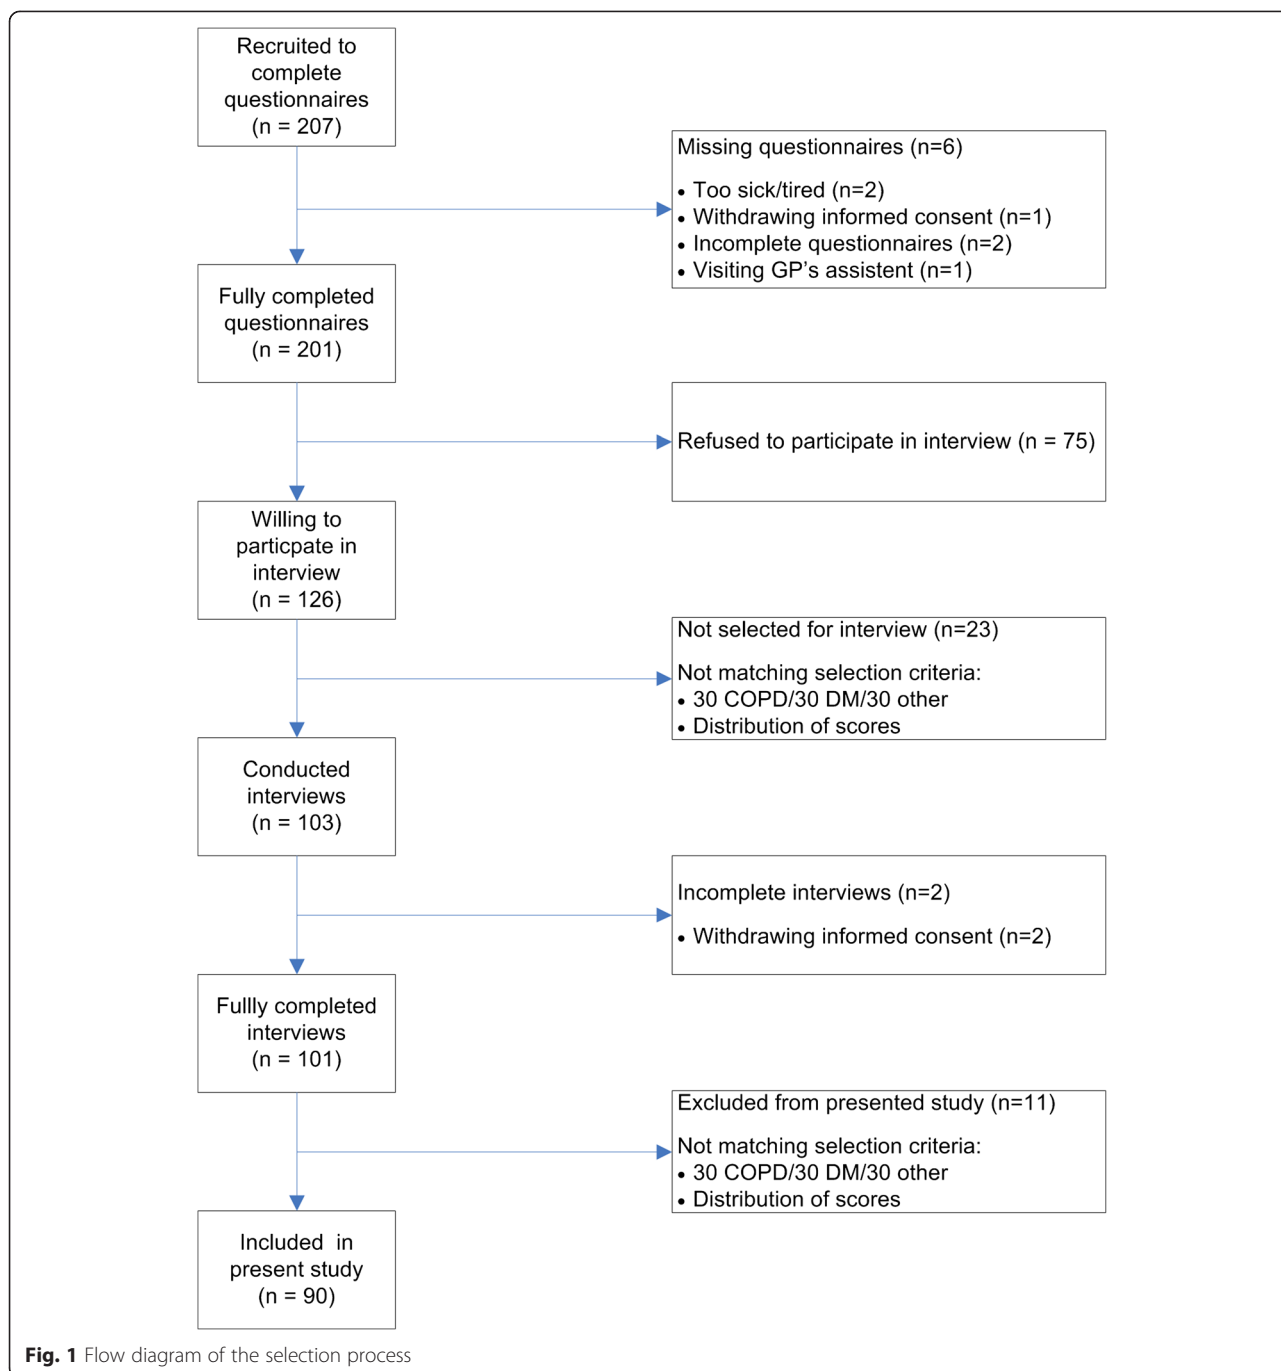 Recruited to
complete
questionnaires
(n = 207)
Missing questionnaires (n=6)
• Too sick/tired (n=2)
• Withdrawing informed consent (n=1)
• Incomplete questionnaires (n=2)
• Visiting GP's assistent (n=1)
Fully completed
questionnaires
(n = 201)
Refused to participate in interview (n = 75)
Willing to
particpate in
interview
(n = 126)
Not selected for interview (n=23)
Not matching selection criteria:
• 30 COPD/30 DM/30 other
• Distribution of scores
Conducted
interviews
(n = 103)
Incomplete interviews (n=2)
• Withdrawing informed consent (n=2)
Fullly completed
interviews
(n = 101)
Excluded from presented study (n=11)
Not matching selection criteria:
• 30 COPD/30 DM/30 other
• Distribution of scores
Included in
present study
(n = 90)
Fig. 1 Flow diagram of the selection process